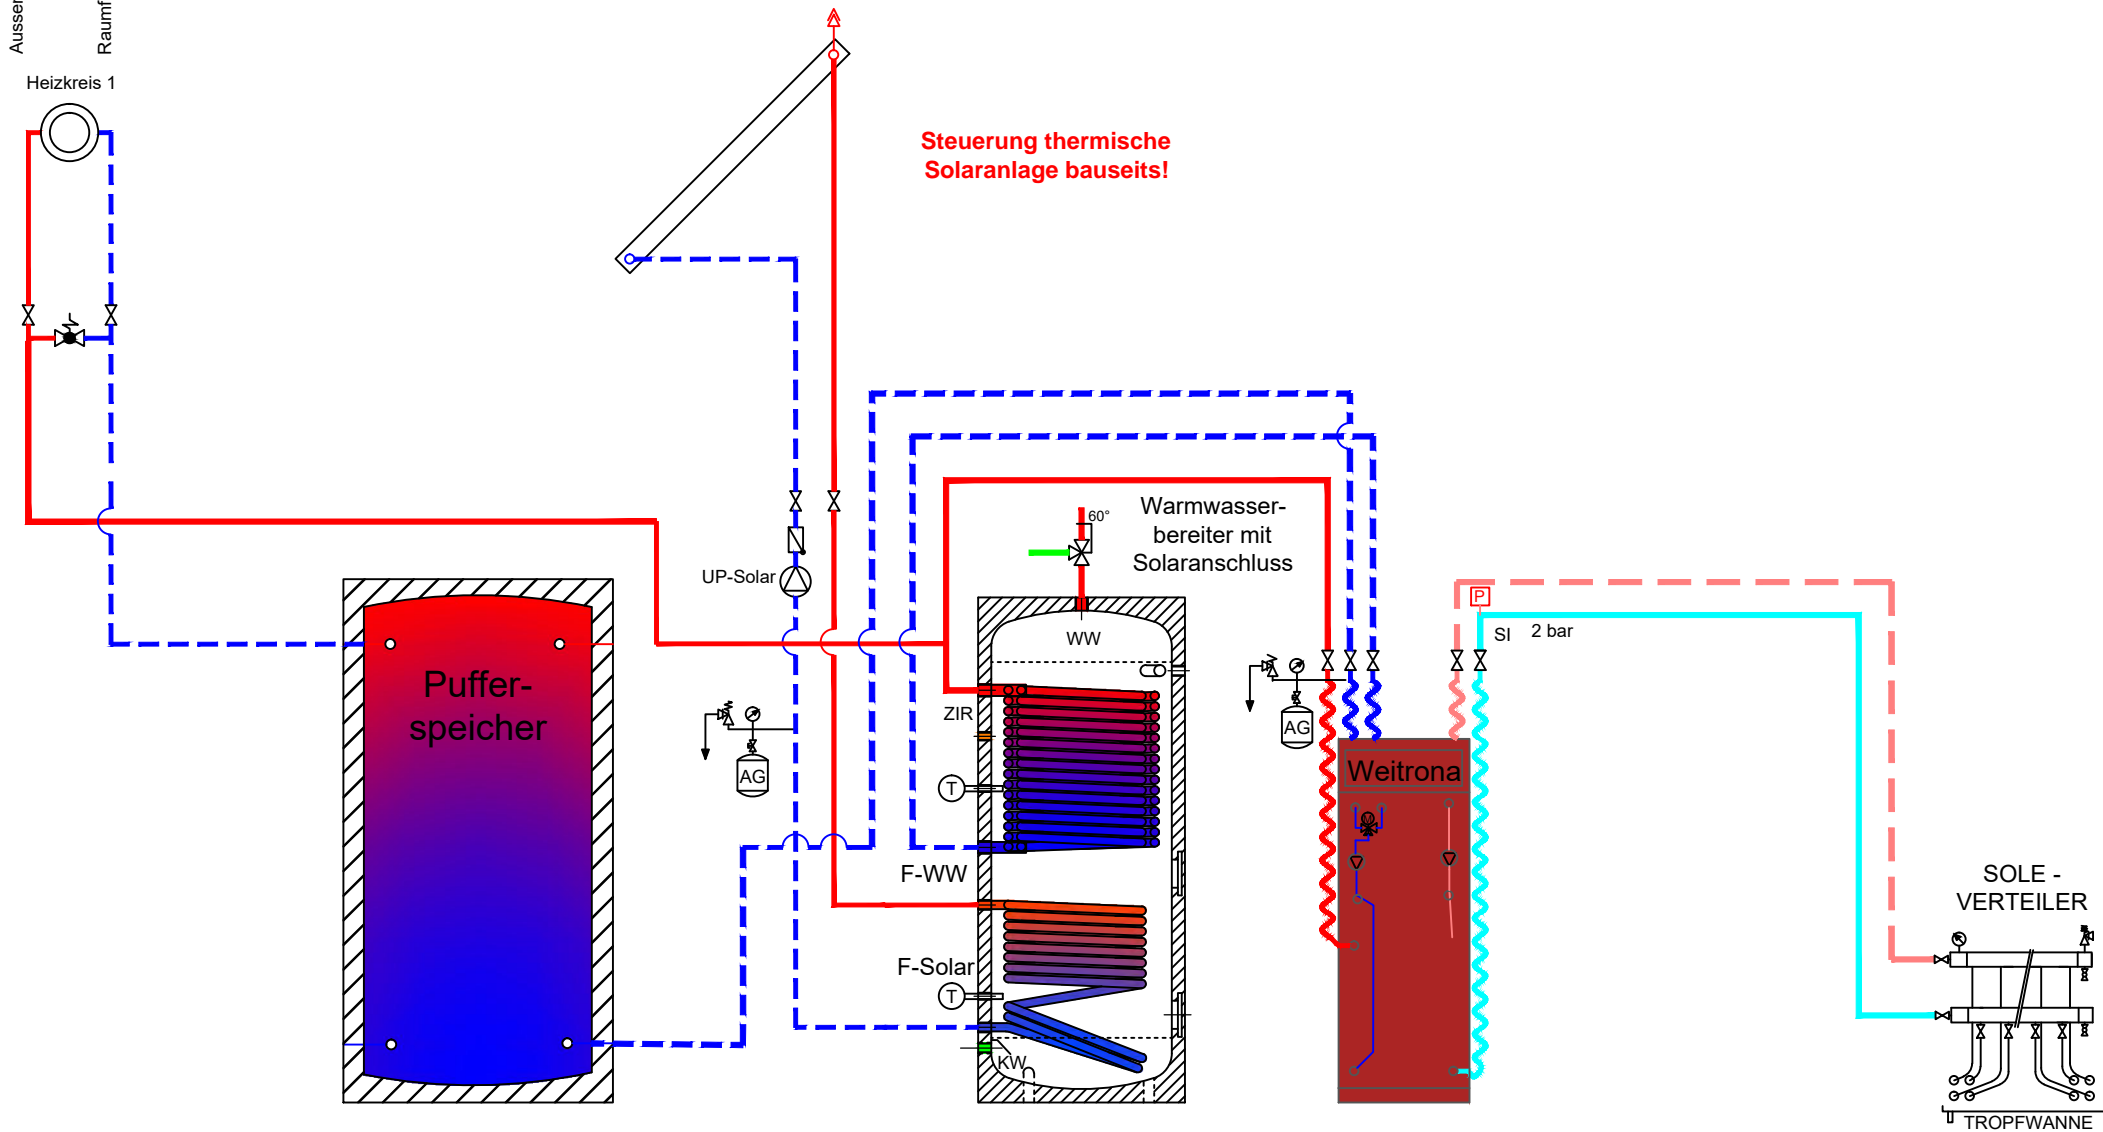 Ausser
Raumf
Heizkreis 1
Steuerung thermische
Solaranlage bauseits!
60°
Warmwasser-
bereiter mit
Solaranschluss
UP-Solar
P
SI
2 bar
WW
Puffer-
speicher
ZIR
AG
AG
Weitrona
T
M
F-WW
SOLE -
VERTEILER
F-Solar
T
KW
TROPFWANNE